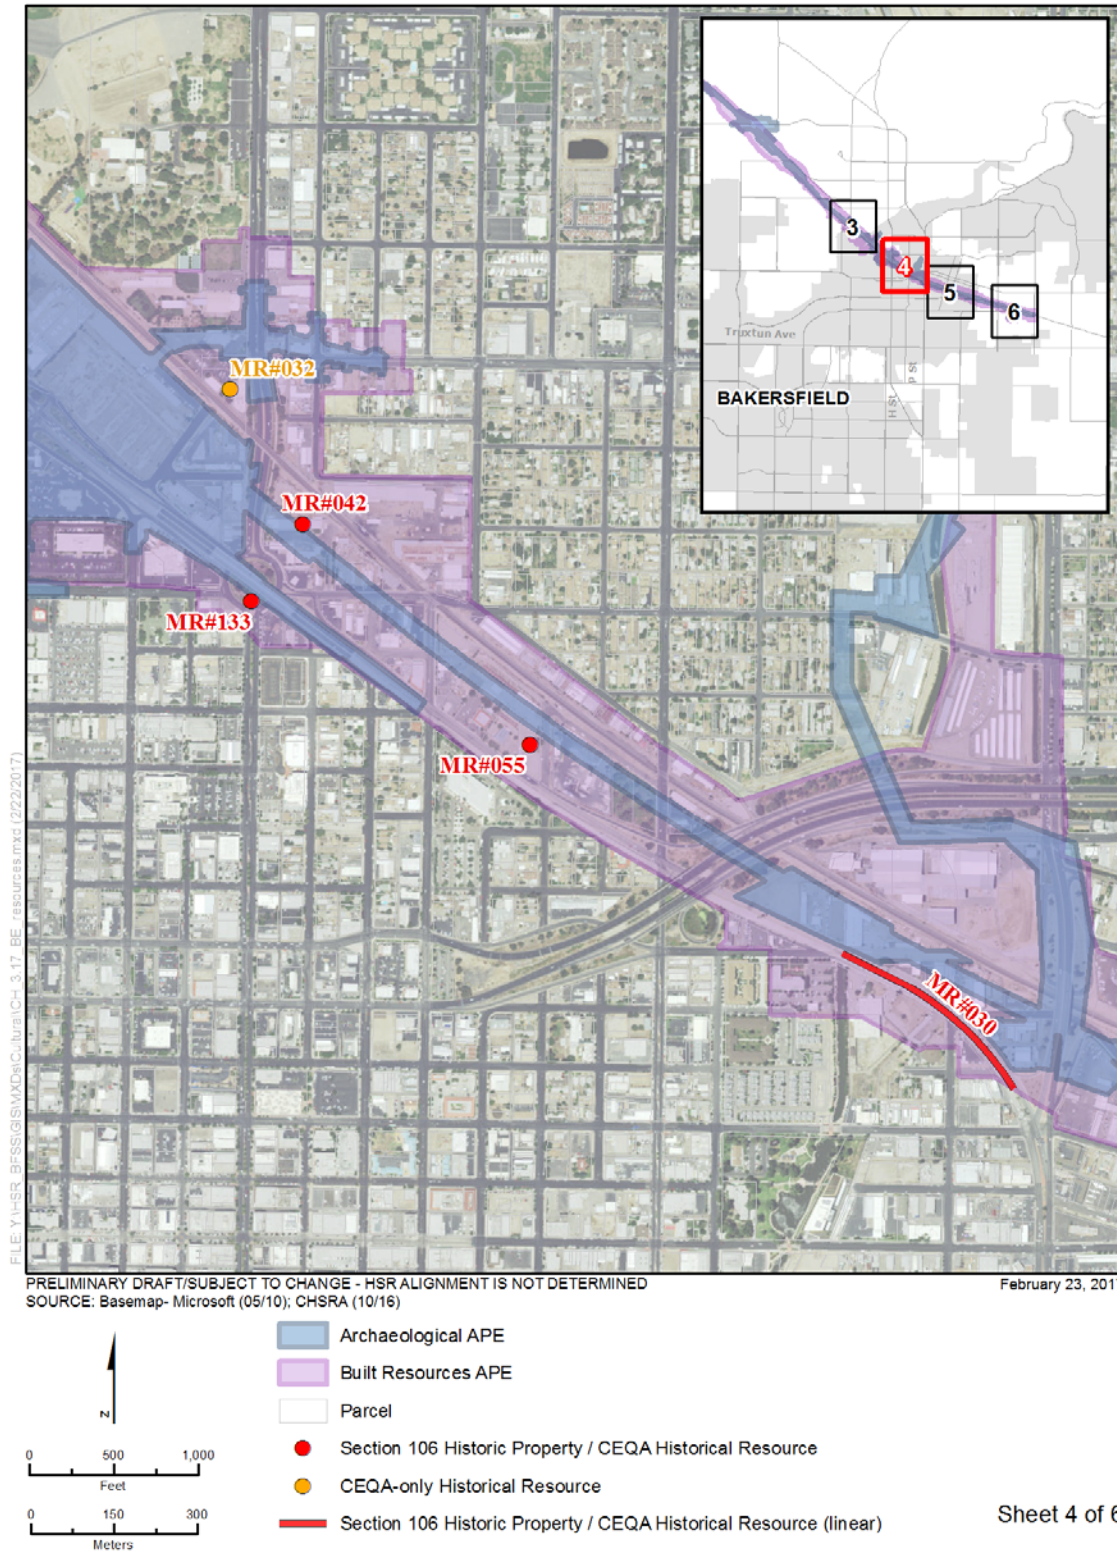 3
4
5
6
Truxtun Ave
H St
P St
BAKERSFIELD
MR#032
MR#042
MR#133
MR#055
MR#030
PRELIMINARY DRAFT/SUBJECT TO CHANGE - HSR ALIGNMENT IS NOT DETERMINED
February 23, 2017
SOURCE: Basemap- Microsoft (05/10); CHSRA (10/16)
Archaeological APE
Built Resources APE
Parcel
Section 106 Historic Property / CEQA Historical Resource
CEQA-only Historical Resource
Section 106 Historic Property / CEQA Historical Resource (linear)
N
0 500 1,000
Feet
0 150 300
Meters
Sheet 4 of 6